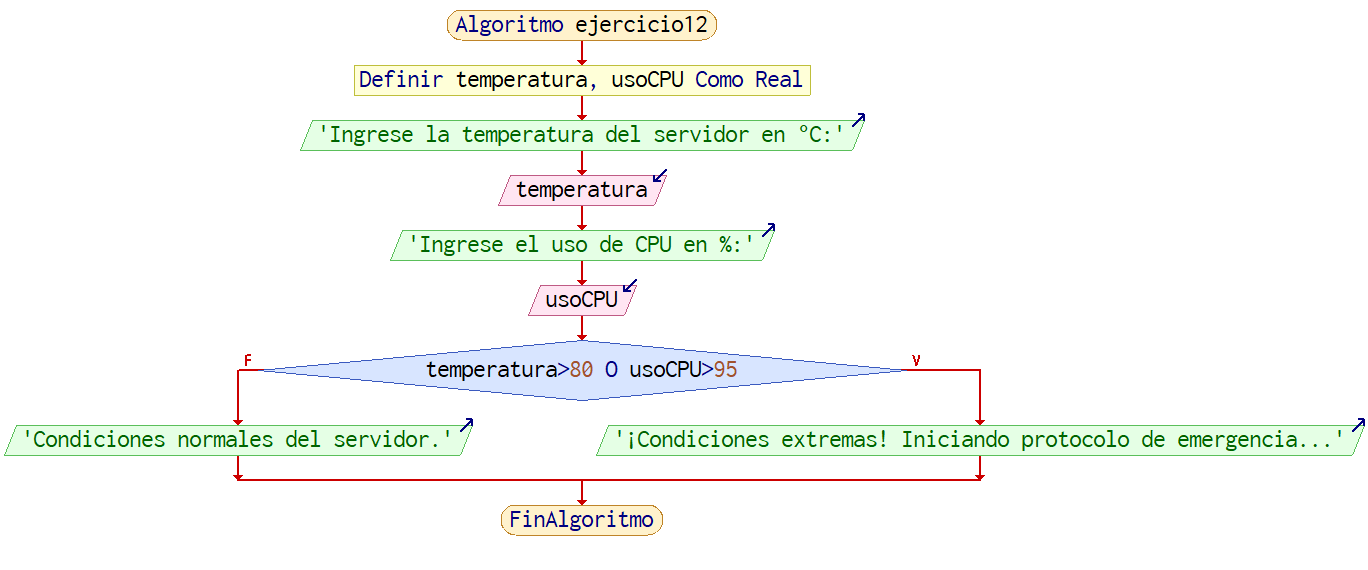 Algoritmo ejercicio12
Definir temperatura, usoCPU Como Real
'Ingrese la temperatura del servidor en °C:'
temperatura
'Ingrese el uso de CPU en %:'
usoCPU
F
V
temperatura>80 O usoCPU>95
'Condiciones normales del servidor.'
'¡Condiciones extremas! Iniciando protocolo de emergencia...'
FinAlgoritmo